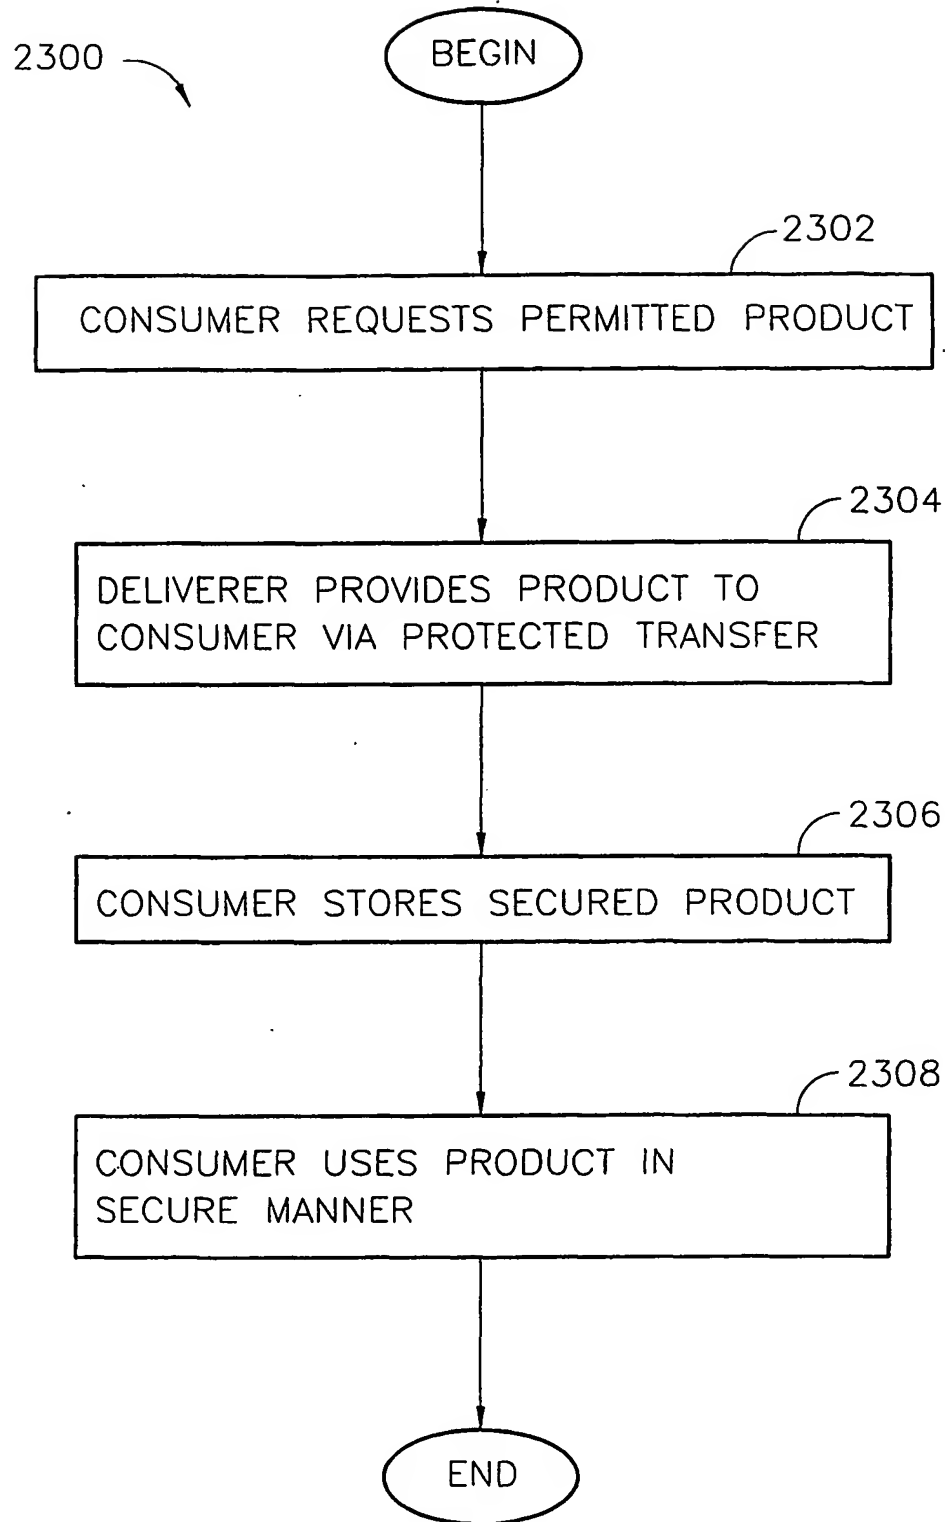 2300
BEGIN
2302
CONSUMER REQUESTS PERMITTED PRODUCT
2304
DELIVERER PROVIDES PRODUCT TO
CONSUMER VIA PROTECTED TRANSFER
2306
CONSUMER STORES SECURED PRODUCT
2308
CONSUMER USES PRODUCT IN
SECURE MANNER
END